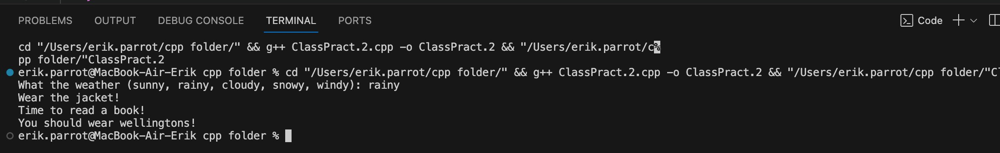 PROBLEMS OUTPUT DEBUG CONSOLE TERMINAL PORTS Code
cd "/Users/erik.parrot/cpp folder/" && g++ ClassPract.2.cpp -o ClassPract.2 && "/Users/erik.parrot/c%
pp folder/"ClassPract.2
erik.parrot@MacBook-Air-Erik cpp folder % cd "/Users/erik.parrot/cpp folder/" && g++ ClassPract.2.cpp -o ClassPract.2 && "/Users/erik.parrot/cpp folder/"Cl
What the weather (sunny, rainy, cloudy, snowy, windy): rainy
Wear the jacket!
Time to read a book!
You should wear wellingtons!
erik.parrot@MacBook-Air-Erik cpp folder %